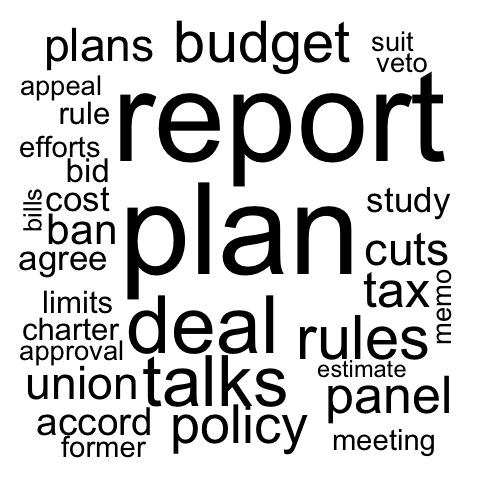 plans budget suit
veto
appeal
report
rule
efforts
bid
bills cost study
plan
ban
agree cuts
tax memo
limits deal
charter rules
approval
estimate
union talks panel
accord policy
former meeting